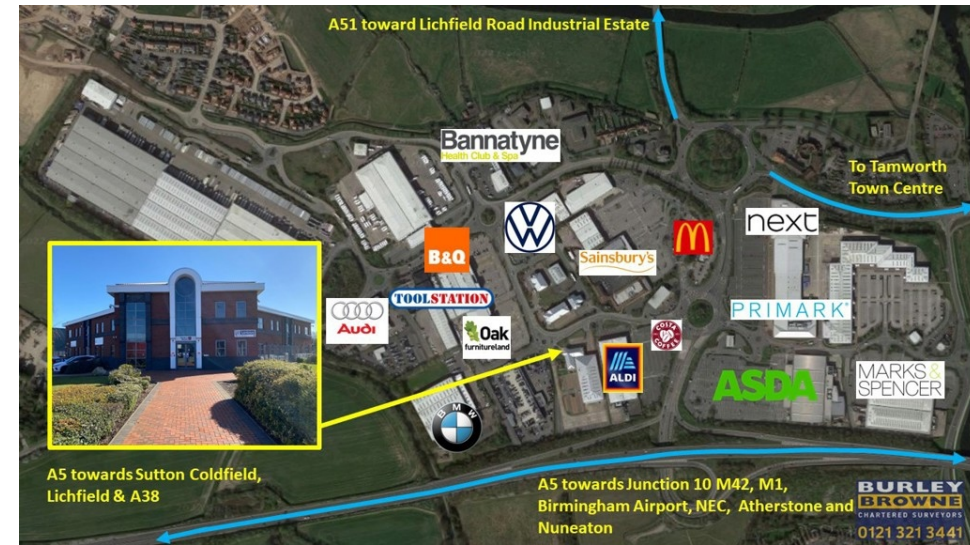 A51 toward Lichfield Road Industrial Estate
Bannatyne
Health Club & Spa
To Tamworth
Town Centre
next
B&Q
Sainsbury's
TOOLSTATION
Audi
Oak
furnitureland
PRIMARK
COSTA
COFFEE
ALDI
ASDA
MARKS&
SPENCER
BMW
A5 towards Sutton Coldfield,
Lichfield & A38
A5 towards Junction 10 M42, M1,
Birmingham Airport, NEC, Atherstone and
Nuneaton
BURLEY
BROWNE
CHARTERED SURVEYORS
0121 321 3441